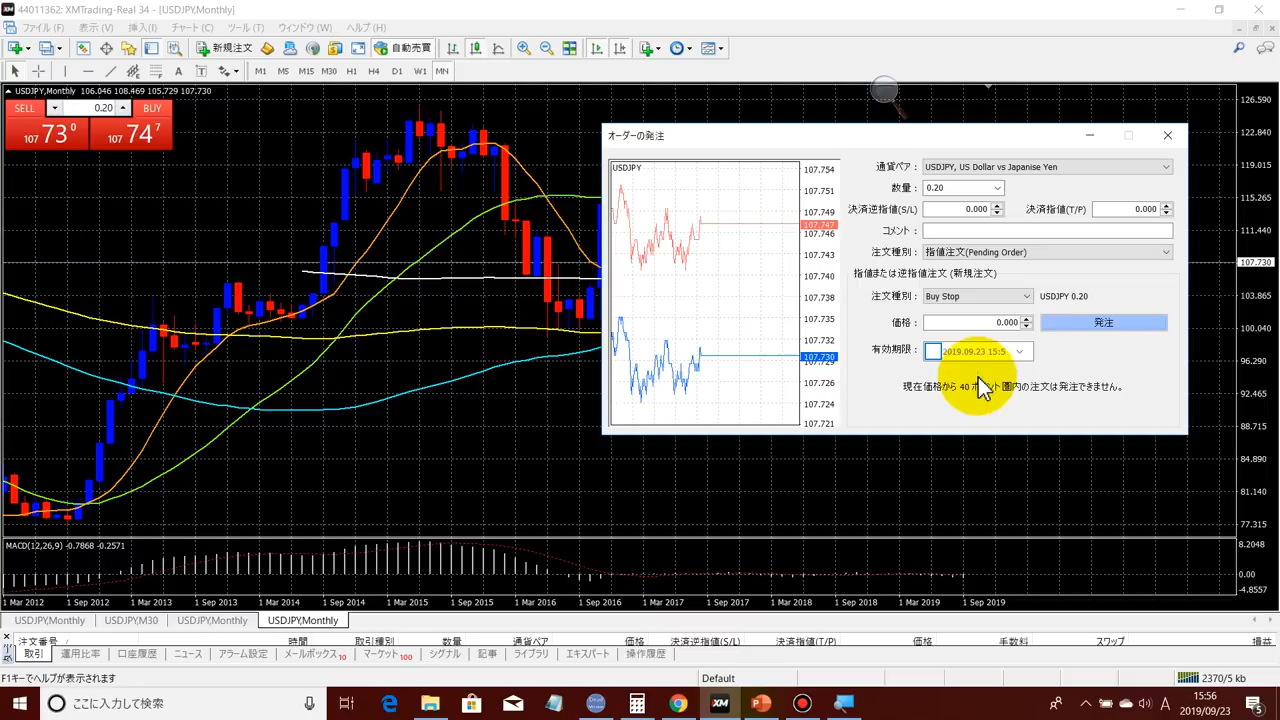 44011362: XMTrading-Real 34 - [USDJPY,Monthly]
ファイル (F) 表示 (V) 挿入(I) チャート (C) ツール (T) ウィンドウ (W) ヘルプ (H)
新規注文 自動売買
A T M1 M5 M15 M30 H1 H4 D1 W1 MN
USDJPY,Monthly 106.046 108.469 105.729 107.730
SELL 0.20 BUY
107 73 0 107 74 7
126.590
122.840
119.015
115.265
111.440
107.730
103.865
100.040
96.290
92.465
88.715
84.890
81.140
77.315
オーダーの発注
USDJPY
107.754
107.751
107.749
107.747
107.746
107.743
107.740
107.738
107.735
107.732
107.730
107.729
107.726
107.724
107.721
通貨ペア : USDJPY, US Dollar vs Japanise Yen
数量 : 0.20
決済逆指値(S/L) 0.000 決済指値(T/P) 0.000
コメント :
注文種別 : 指値注文(Pending Order)
指値または逆指値注文 (新規注文)
注文種別 : Buy Stop USDJPY 0.20
価格 : 0.000 発注
有効期限 : 2019.09.23 15:5
現在価格から 40 ポイント圏内の注文は発注できません。
MACD(12,26,9) -0.7868 -0.2571
8.2048
0.00
-4.8557
1 Mar 2012 1 Sep 2012 1 Mar 2013 1 Sep 2013 1 Mar 2014 1 Sep 2014 1 Mar 2015 1 Sep 2015 1 Mar 2016 1 Sep 2016 1 Mar 2017 1 Sep 2017 1 Mar 2018 1 Sep 2018 1 Mar 2019 1 Sep 2019
USDJPY,Monthly USDJPY,M30 USDJPY,Monthly USDJPY,Monthly
注文番号 / 時間 取引種別 数量 通貨ペア 価格 決済逆指値(S/L) 決済指値(T/P) 価格 手数料 スワップ 損益
取引 運用比率 口座履歴 ニュース アラーム設定 メールボックス10 マーケット100 シグナル 記事 ライブラリ エキスパート 操作履歴
F1キーでヘルプが表示されます Default 2370/5 kb
ここに入力して検索 XM A 15:56
2019/09/23 5